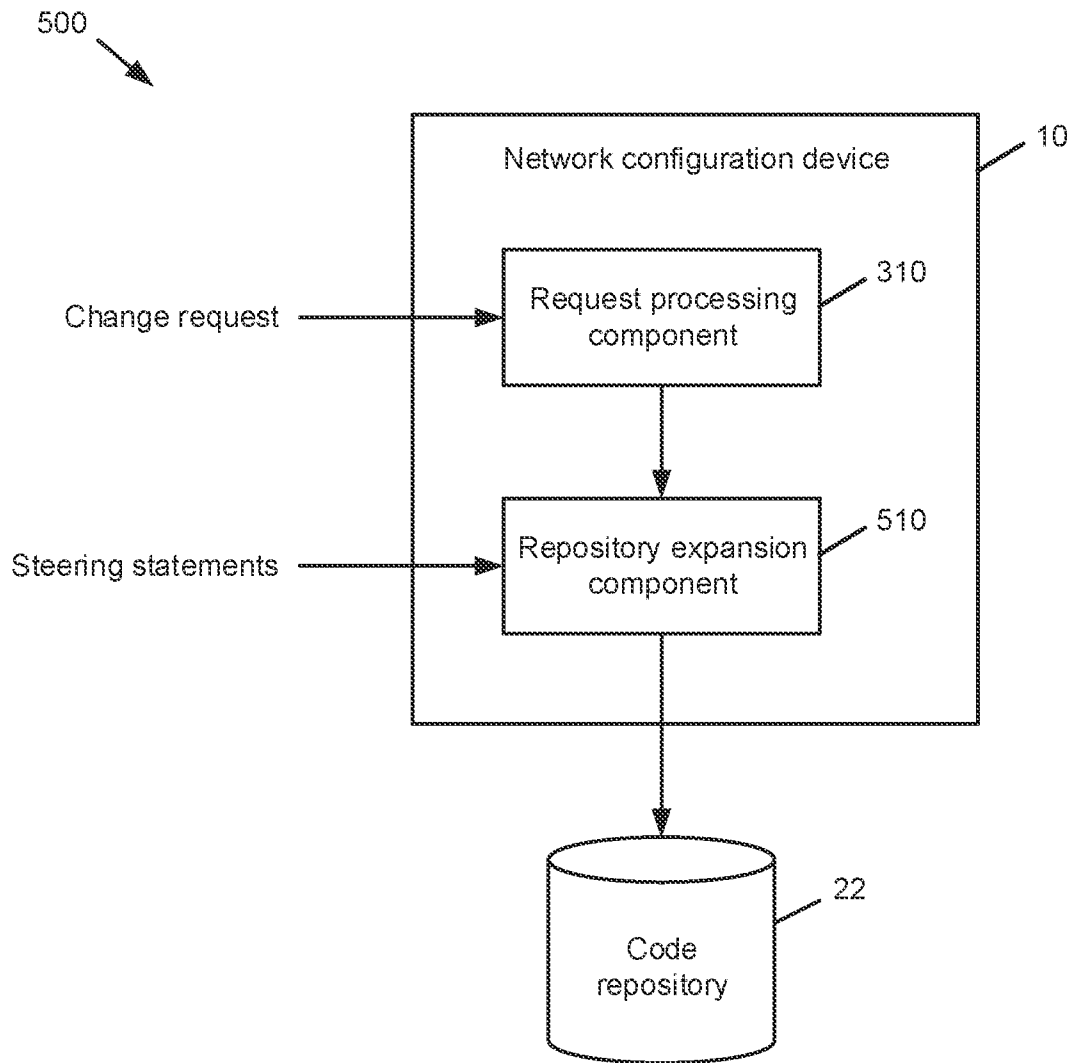 500
10
Network configuration device
310
Request processing
component
Change request
510
Repository expansion
component
Steering statements
22
Code
repository